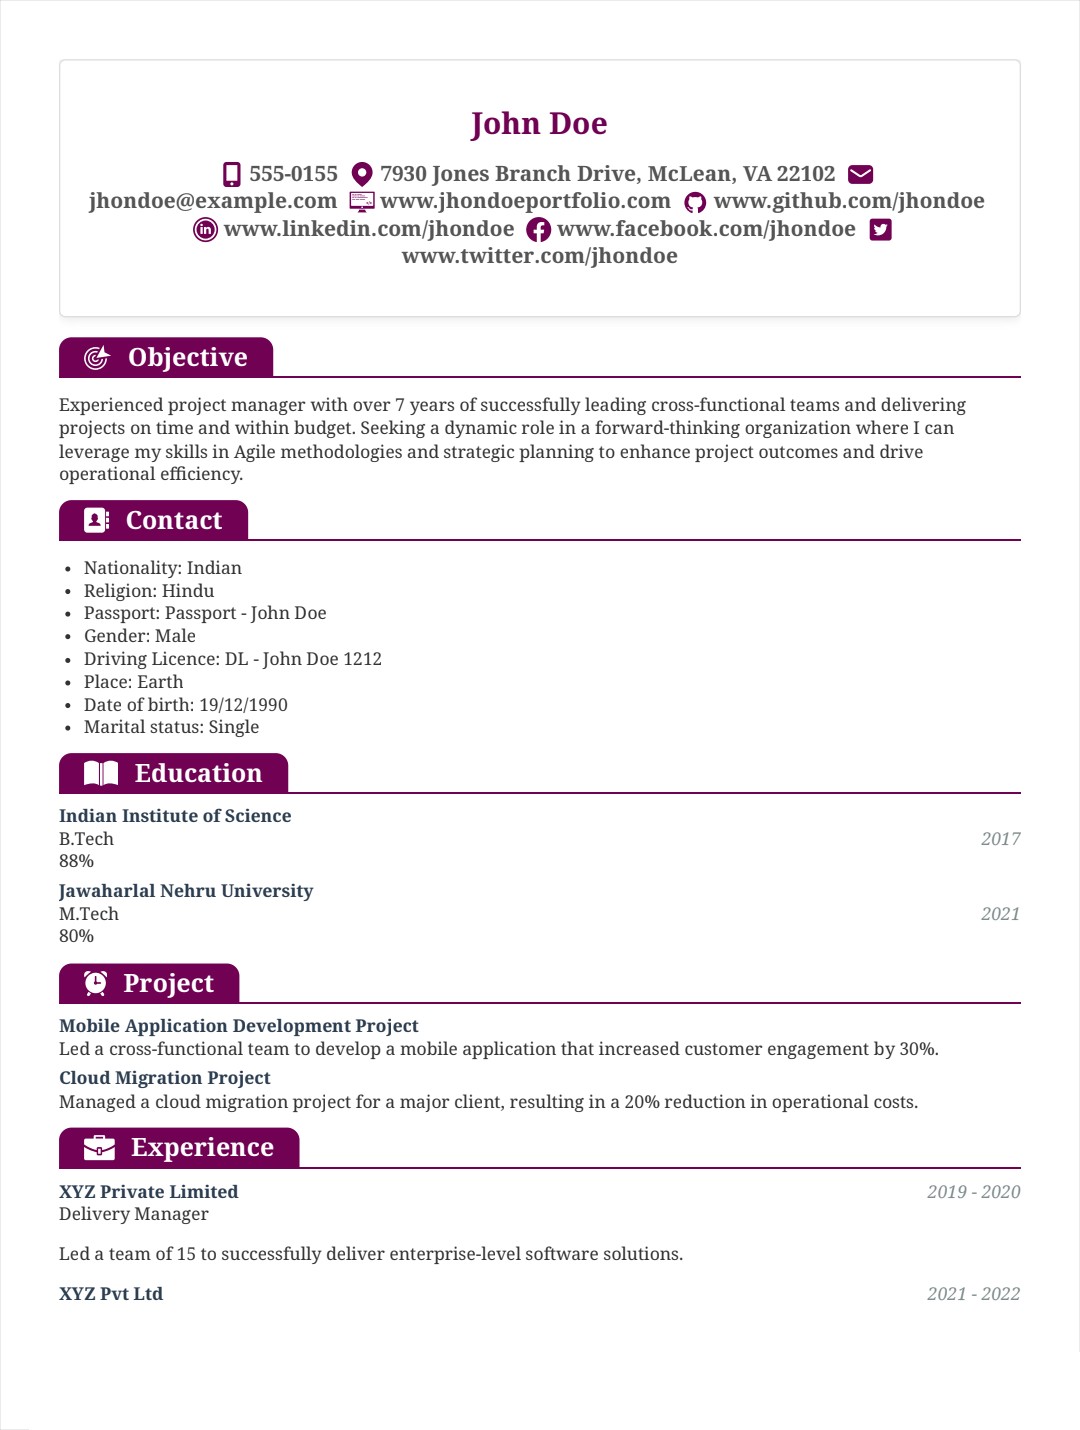 John Doe
555-0155 7930 Jones Branch Drive, McLean, VA 22102
jhondoe@example.com www.jhondoeportfolio.com www.github.com/jhondoe
www.linkedin.com/jhondoe www.facebook.com/jhondoe
www.twitter.com/jhondoe
Objective
Experienced project manager with over 7 years of successfully leading cross-functional teams and delivering
projects on time and within budget. Seeking a dynamic role in a forward-thinking organization where I can
leverage my skills in Agile methodologies and strategic planning to enhance project outcomes and drive
operational efficiency.
Contact
• Nationality: Indian
• Religion: Hindu
• Passport: Passport - John Doe
• Gender: Male
• Driving Licence: DL - John Doe 1212
• Place: Earth
• Date of birth: 19/12/1990
• Marital status: Single
Education
Indian Institute of Science
B.Tech 2017
88%
Jawaharlal Nehru University
M.Tech 2021
80%
Project
Mobile Application Development Project
Led a cross-functional team to develop a mobile application that increased customer engagement by 30%.
Cloud Migration Project
Managed a cloud migration project for a major client, resulting in a 20% reduction in operational costs.
Experience
XYZ Private Limited 2019 - 2020
Delivery Manager
Led a team of 15 to successfully deliver enterprise-level software solutions.
XYZ Pvt Ltd 2021 - 2022